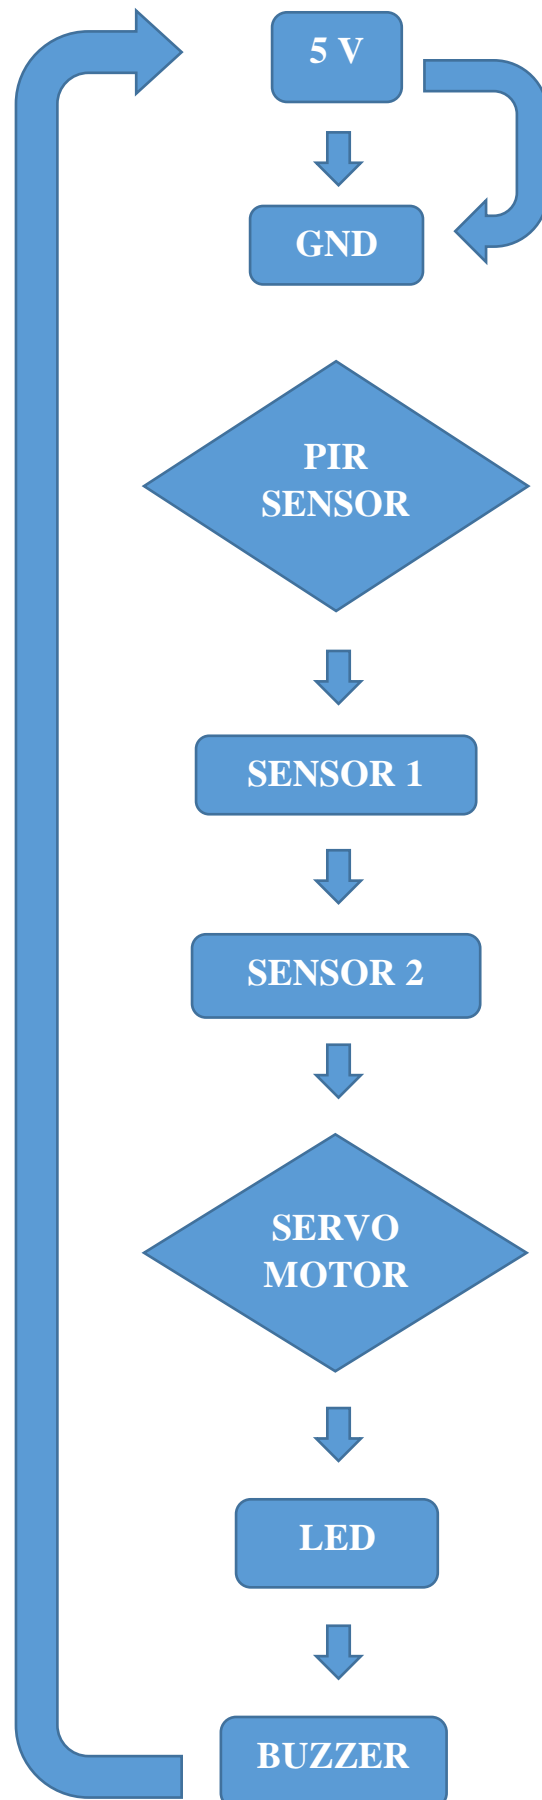 5 V
GND
PIR
SENSOR
SENSOR 1
SENSOR 2
SERVO
MOTOR
LED
BUZZER